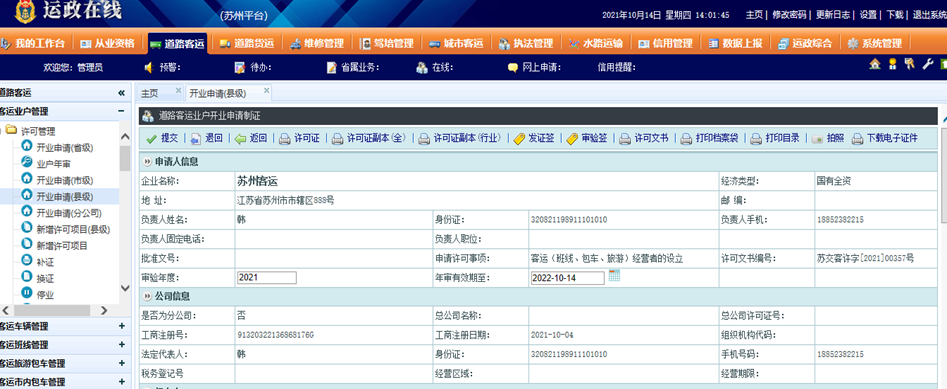 运政在线
(苏州平台)
2021年10月14日 星期四 14:01:45 主页| 修改密码| 更新日志| 设置| 下载| 退出系统
我的工作台 从业资格 道路客运 道路货运 维修管理 驾培管理 城市客运 执法管理 水路运输 信用管理 数据上报 运政综合 系统管理
欢迎您: 管理员 预警: 待办: 省属业务: 在线: 网上申请: 信用提醒:
道路客运
客运业户管理
许可管理
开业申请(省级)
业户年审
开业申请(市级)
开业申请(县级)
开业申请(分公司)
新增许可项目(县级)
新增许可项目
补证
换证
停业
客运车辆管理
客运班线管理
客运旅游包车管理
客运市内包车管理
主页 开业申请(县级)
道路客运业户开业申请制证
提交 退回 返回 许可证 许可证副本(全) 许可证副本(行业) 发证签 审验签 许可文书 打印档案袋 打印目录 拍照 下载电子证件
申请人信息
企业名称: 苏州客运 经济类型: 国有全资
地 址: 江苏省苏州市市辖区888号 邮 编:
负责人姓名: 韩 身份证: 320821198911101010 负责人手机: 18852382215
负责人固定电话: 负责人职位:
批准文号: 申请许可事项: 客运（班线、包车、旅游）经营者的设立 许可文书编号: 苏交客许字[2021]00357号
审验年度: 2021 年审有效期至: 2022-10-14
公司信息
是否为分公司: 否 总公司名称: 总公司许可证号:
工商注册号: 91320322136868176G 工商注册日期: 2021-10-04 组织机构代码:
法定代表人: 韩 身份证: 320821198911101010 手机号码: 18852382215
税务登记号 经营区域: 经营期限: